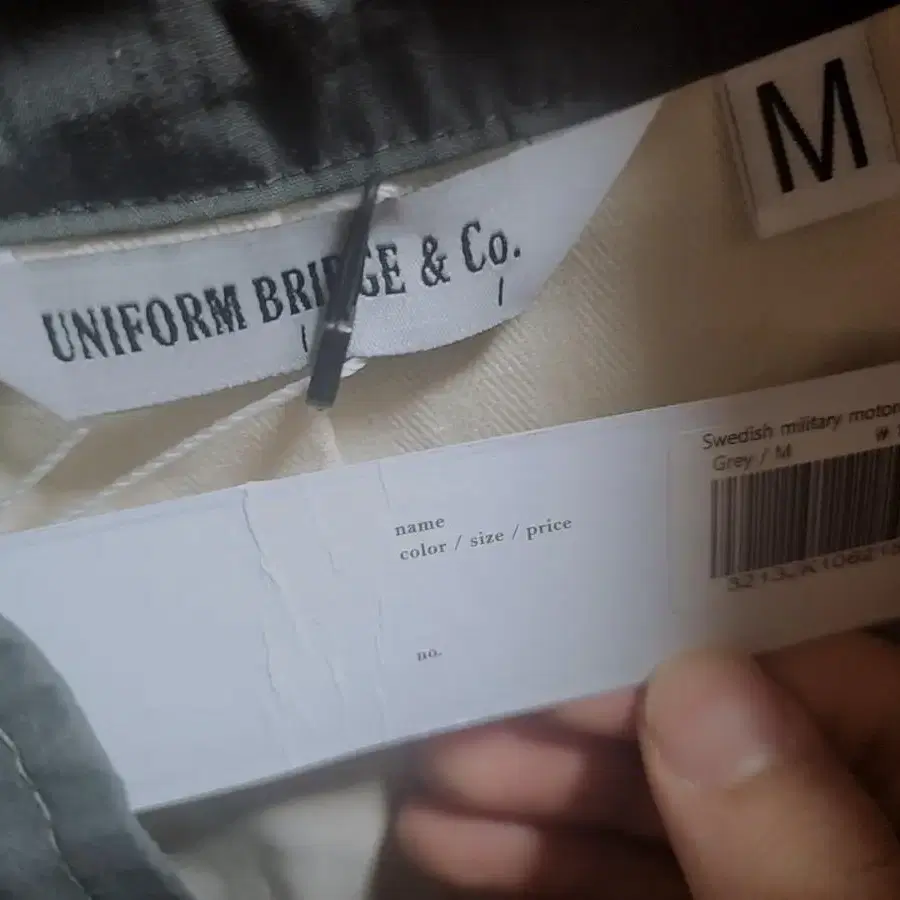 M
UNIFORM BRIDGE & Co.
Swedish military motor
₩
Grey / M
name
color / size / price
no.